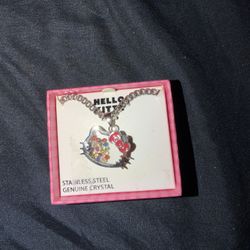 HELLO
KITTY
STAINLESS STEEL
GENUINE CRYSTAL